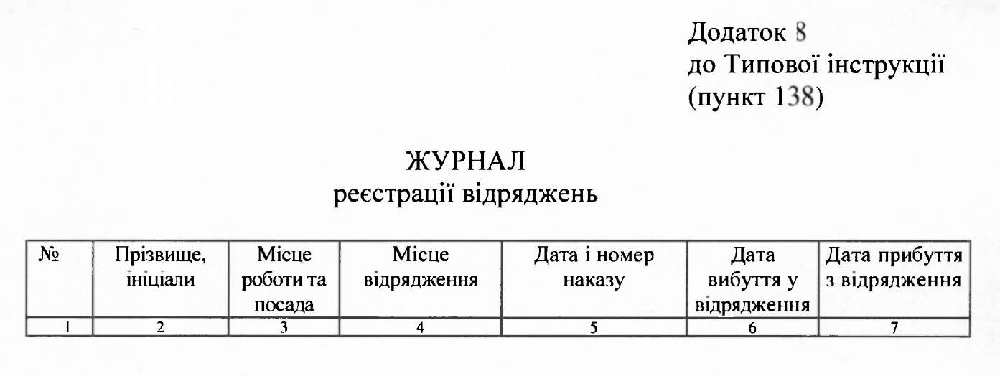 Додаток 8
до Типової інструкції
(пункт 138)
ЖУРНАЛ
реєстрації відряджень
№
Прізвище,
ініціали
Місце
роботи та
посада
Місце
відрядження
Дата і номер
наказу
Дата
вибуття у
відрядження
Дата прибуття
з відрядження
1 2 3 4 5 6 7